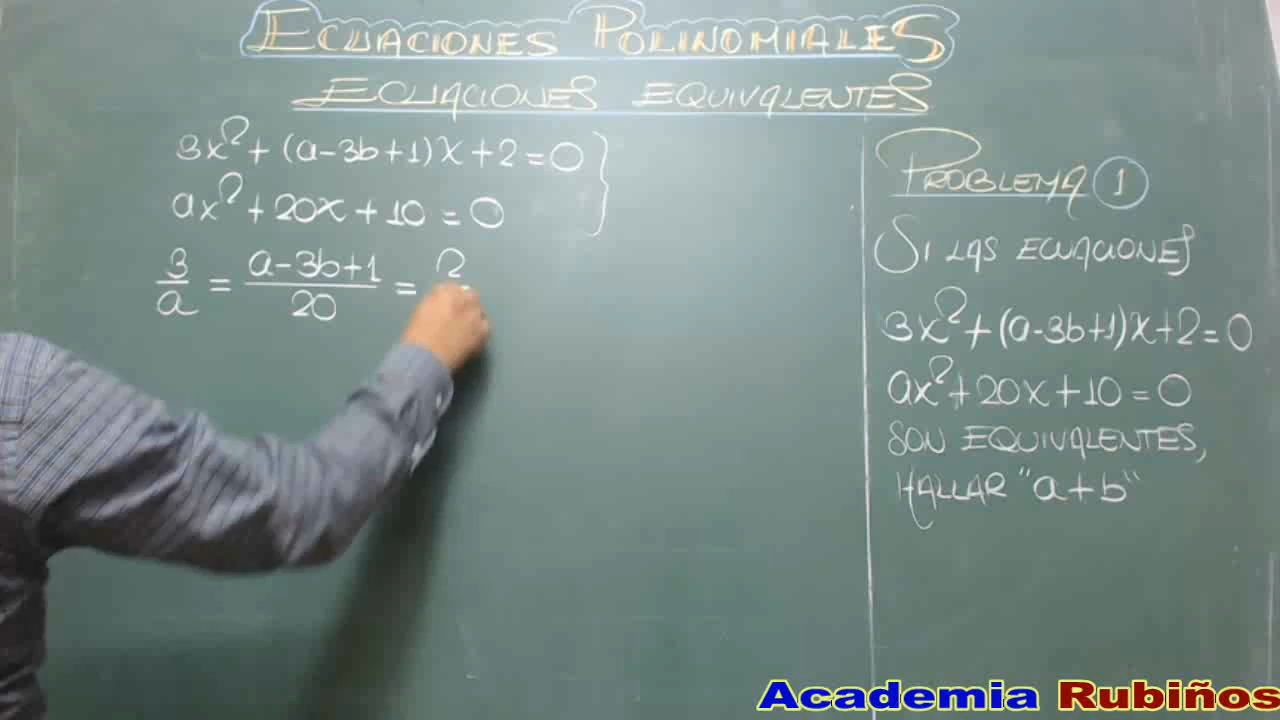 ECUACIONES POLINOMIALES
ECUACIONES EQUIVALENTES
3x² + (a-3b+1)x + 2 = 0
ax² + 20x + 10 = 0
3/a = (a-3b+1)/20 = 2
PROBLEMA 1
SI LAS ECUACIONES
3x² + (a-3b+1)x + 2 = 0
ax² + 20x + 10 = 0
SON EQUIVALENTES,
HALLAR "a+b"
Academia Rubiños